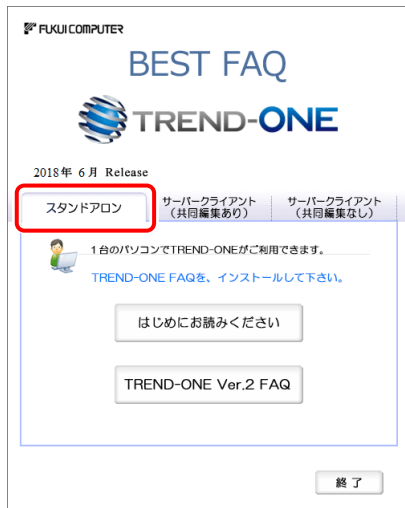 FUKUI COMPUTER
BEST FAQ
TREND-ONE
2018年 6月 Release
スタンドアロン
サーバークライアント
（共同編集あり）
サーバークライアント
（共同編集なし）
1台のパソコンでTREND-ONEがご利用できます。
TREND-ONE FAQを、インストールして下さい。
はじめにお読みください
TREND-ONE Ver.2 FAQ
終了